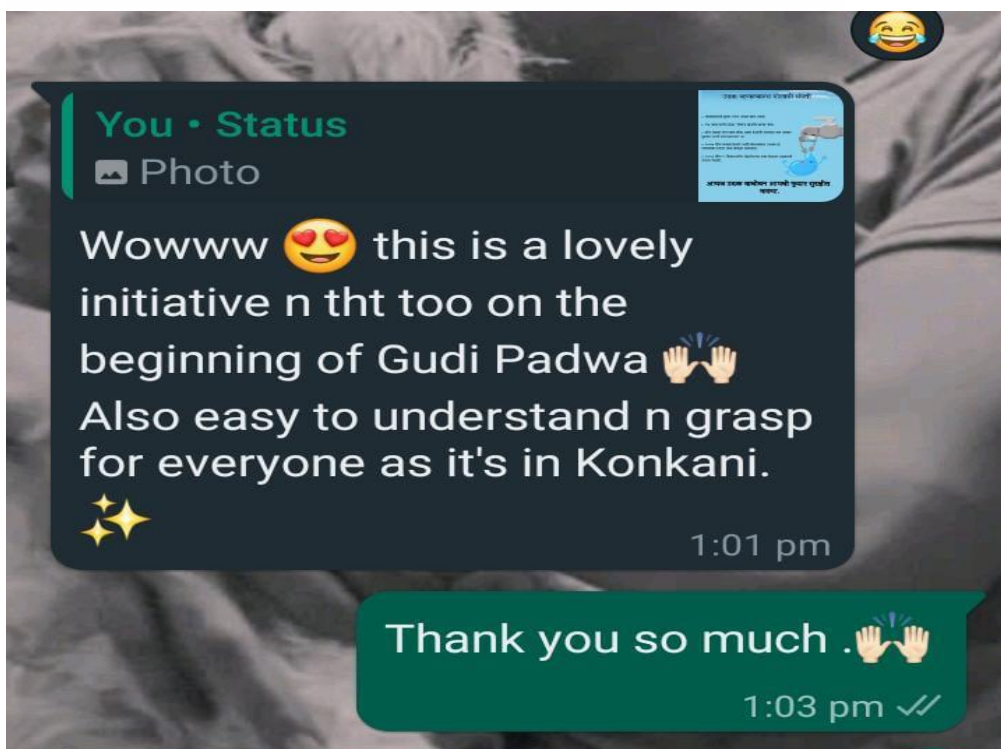 You • Status
Photo
Wowww 😍 this is a lovely
initiative n tht too on the
beginning of Gudi Padwa 🙌🏻
Also easy to understand n grasp
for everyone as it's in Konkani.
✨
1:01 pm
Thank you so much .🙌🏻
1:03 pm